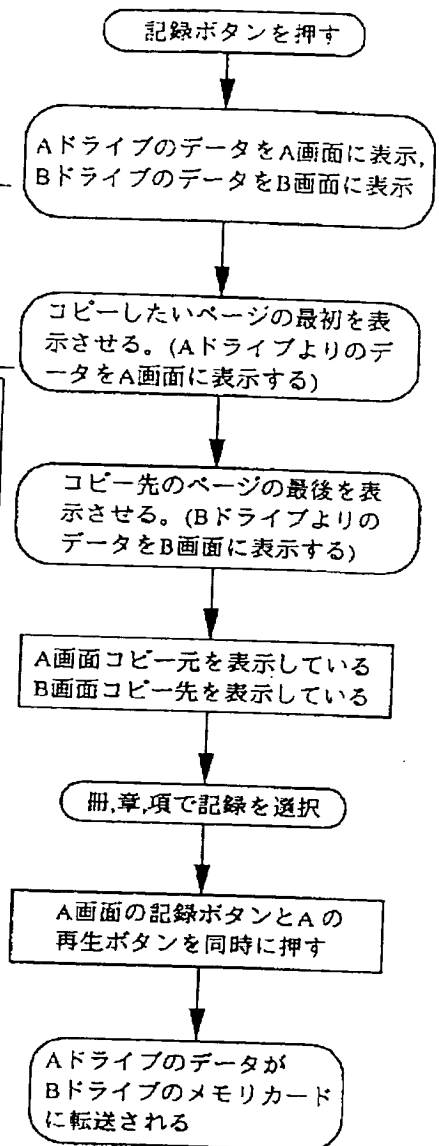 記録ボタンを押す
Aドライブのデータを A画面に表示,
Bドライブのデータを B画面に表示
コピーしたいページの最初を表
示させる。(Aドライブよりのデ
ータをA画面に表示する)
コピー先のページの最後を表
示させる。(Bドライブよりの
データをB画面に表示する)
A画面コピー元を表示している
B画面コピー先を表示している
冊,章,項で記録を選択
A画面の記録ボタンとAの
再生ボタンを同時に押す
Aドライブのデータが
Bドライブのメモリカード
に転送される